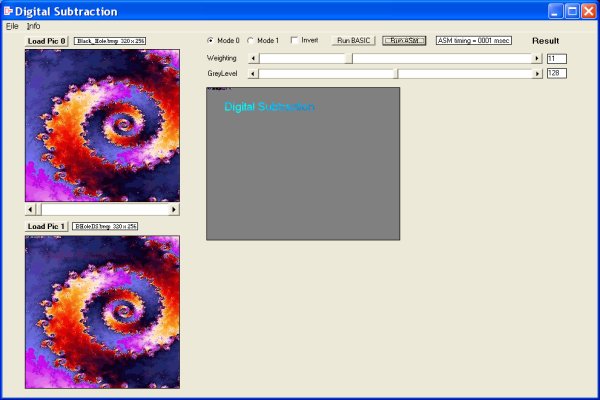 Digital Subtraction
File Info
Load Pic 0 Black_Hole.bmp 320 x 256
Mode 0 Mode 1 Invert Run BASIC Run ASM ASM timing = 0001 msec Result
Weighting 11
GreyLevel 128
Digital Subtraction
Load Pic 1 BHoleDS.bmp 320 x 256